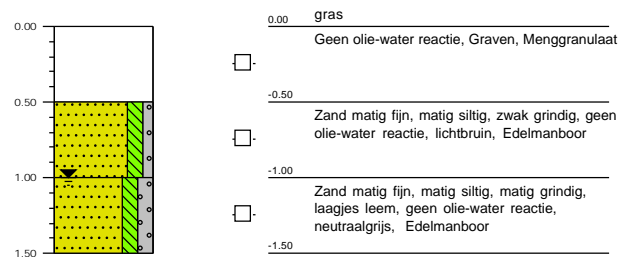 0.00
0.50
1.00
1.50
0.00 gras
Geen olie-water reactie, Graven, Menggranulaat
-0.50
Zand matig fijn, matig siltig, zwak grindig, geen
olie-water reactie, lichtbruin, Edelmanboor
-1.00
Zand matig fijn, matig siltig, matig grindig,
laagjes leem, geen olie-water reactie,
neutraalgrijs, Edelmanboor
-1.50